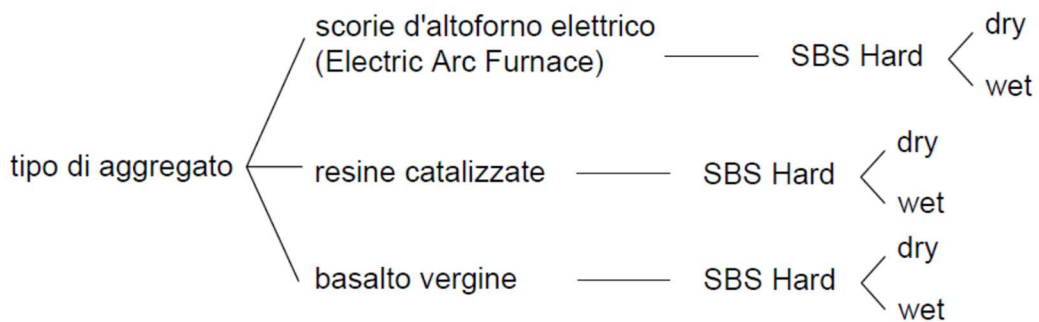 scorie d'altoforno elettrico
(Electric Arc Furnace)
SBS Hard
dry
wet
tipo di aggregato
resine catalizzate
SBS Hard
dry
wet
basalto vergine
SBS Hard
dry
wet